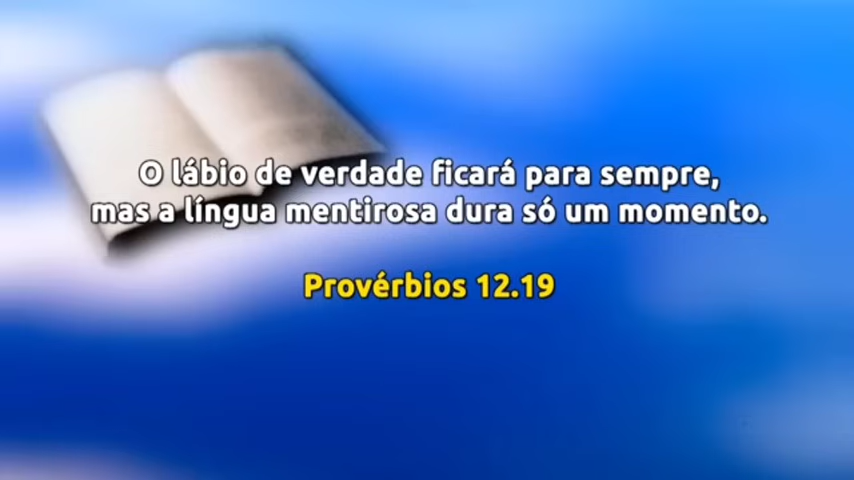 O lábio de verdade ficará para sempre,
mas a língua mentirosa dura só um momento.
Provérbios 12.19